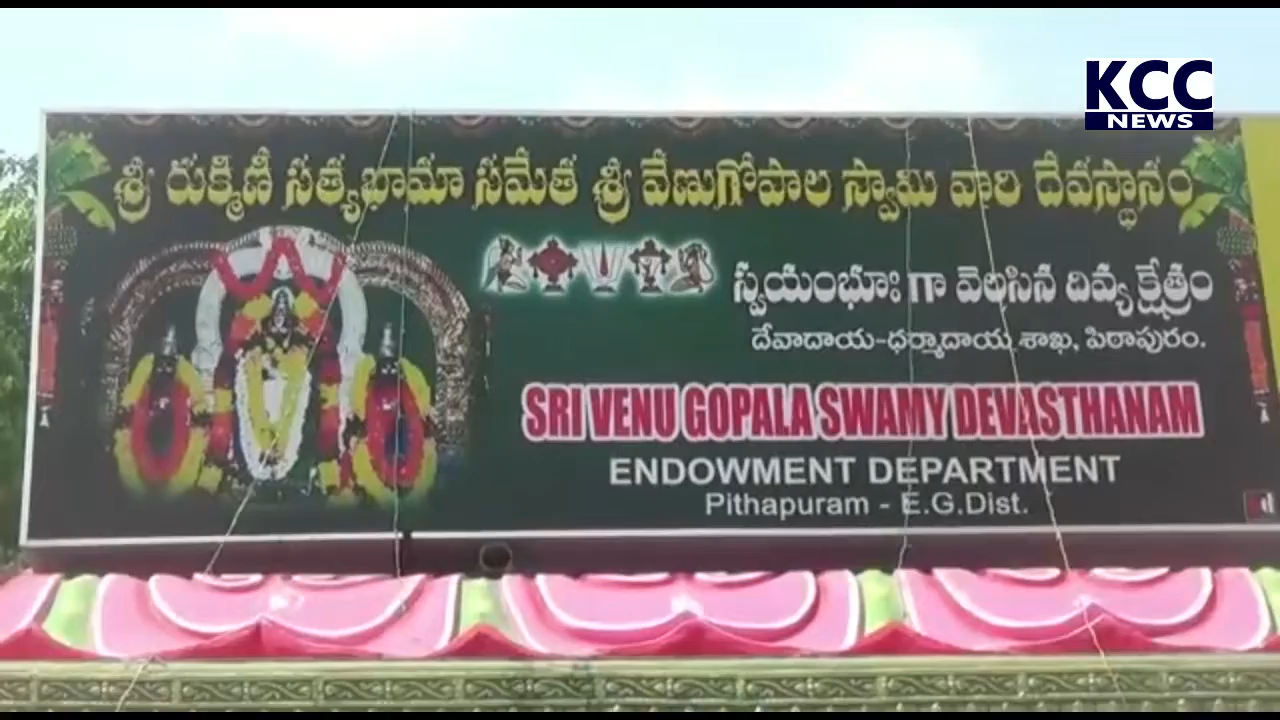 KCC
NEWS
శ్రీ రుక్మిణీ సత్యభామా సమేత శ్రీ వేణుగోపాల స్వామి వారి దేవస్థానం
స్వయంభూః గా వెలసిన దివ్య క్షేత్రం
దేవాదాయ-ధర్మాదాయ శాఖ, పిఠాపురం.
SRI VENU GOPALA SWAMY DEVASTHANAM
ENDOWMENT DEPARTMENT
Pithapuram - E.G.Dist.